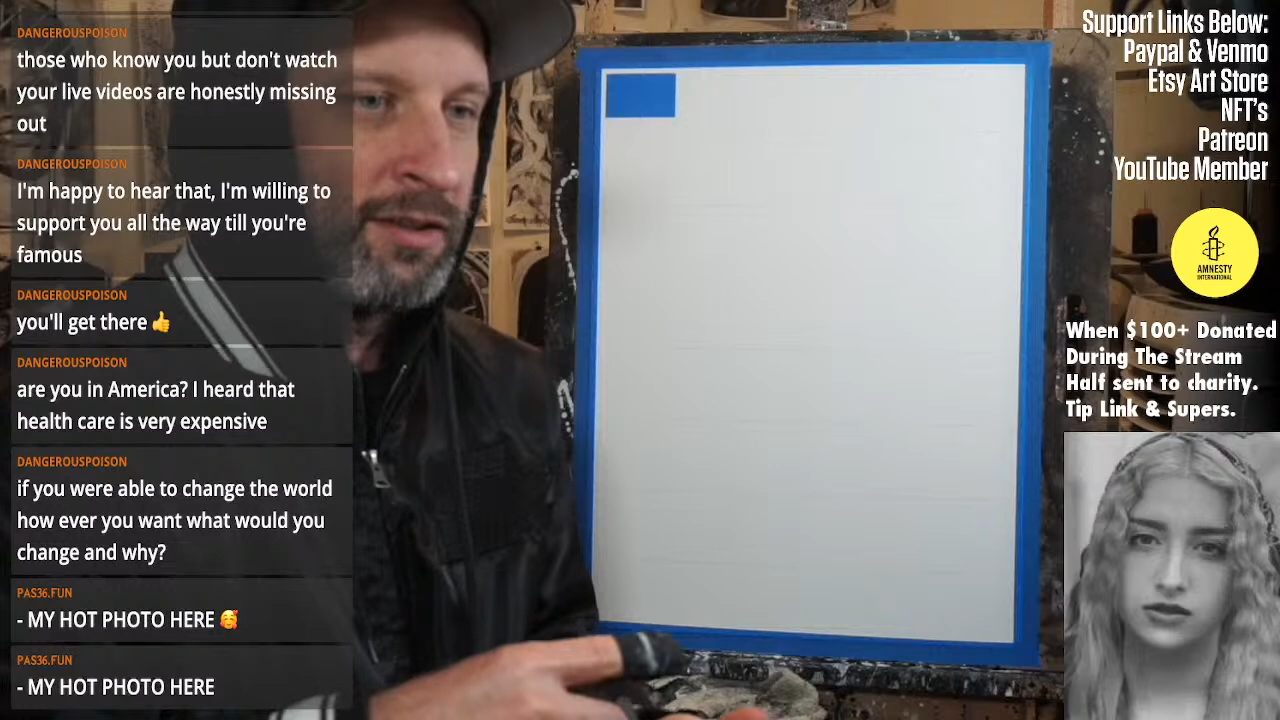 DANGEROUSPOISON
those who know you but don't watch
your live videos are honestly missing
out
DANGEROUSPOISON
I'm happy to hear that, I'm willing to
support you all the way till you're
famous
DANGEROUSPOISON
you'll get there 👍
DANGEROUSPOISON
are you in America? I heard that
health care is very expensive
DANGEROUSPOISON
if you were able to change the world
how ever you want what would you
change and why?
PAS36.FUN
- MY HOT PHOTO HERE 🥰
PAS36.FUN
- MY HOT PHOTO HERE
Support Links Below:
Paypal & Venmo
Etsy Art Store
NFT's
Patreon
YouTube Member
AMNESTY
INTERNATIONAL
When $100+ Donated
During The Stream
Half sent to charity.
Tip Link & Supers.